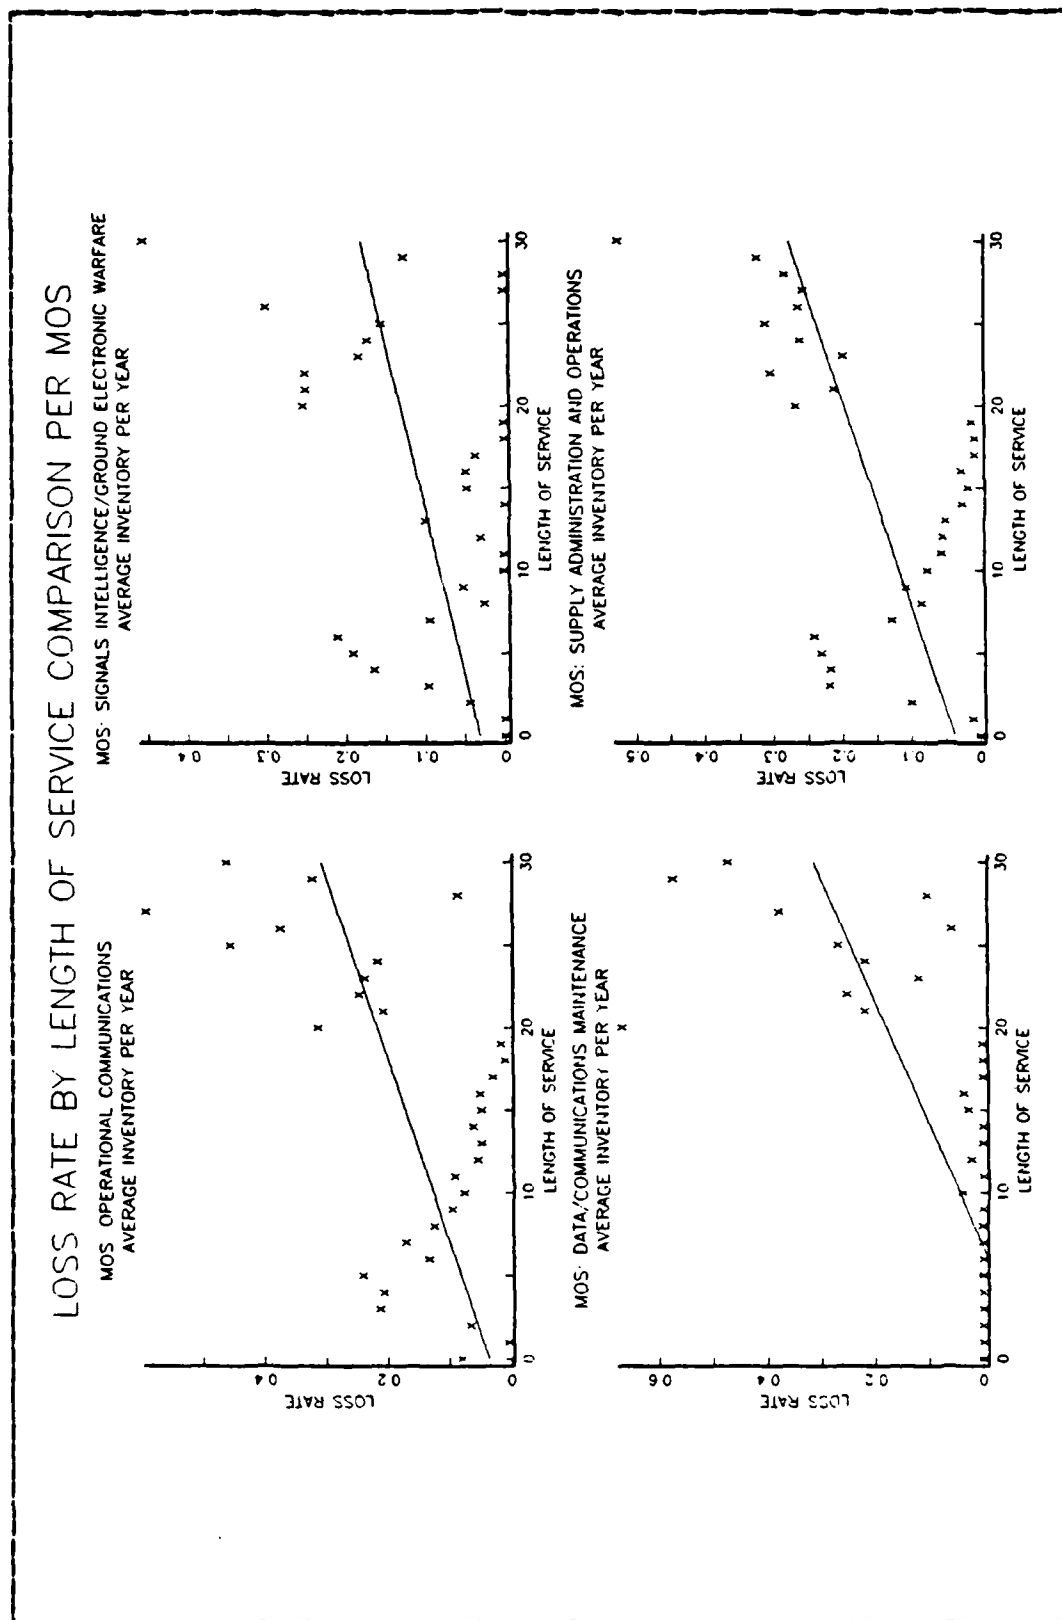 LOSS RATE BY LENGTH OF SERVICE COMPARISON PER MOS
MOS OPERATIONAL COMMUNICATIONS
AVERAGE INVENTORY PER YEAR
LOSS RATE
0.4
0.2
0
0 10 20 30
LENGTH OF SERVICE
MOS· SIGNALS INTELLIGENCE/GROUND ELECTRONIC WARFARE
AVERAGE INVENTORY PER YEAR
LOSS RATE
0.4
0.3
0.2
0.1
0
0 10 20 30
LENGTH OF SERVICE
MOS· DATA/COMMUNICATIONS MAINTENANCE
AVERAGE INVENTORY PER YEAR
LOSS RATE
0.6
0.4
0.2
0
0 10 20 30
LENGTH OF SERVICE
MOS: SUPPLY ADMINISTRATION AND OPERATIONS
AVERAGE INVENTORY PER YEAR
LOSS RATE
0.5
0.4
0.3
0.2
0.1
0
0 10 20 30
LENGTH OF SERVICE